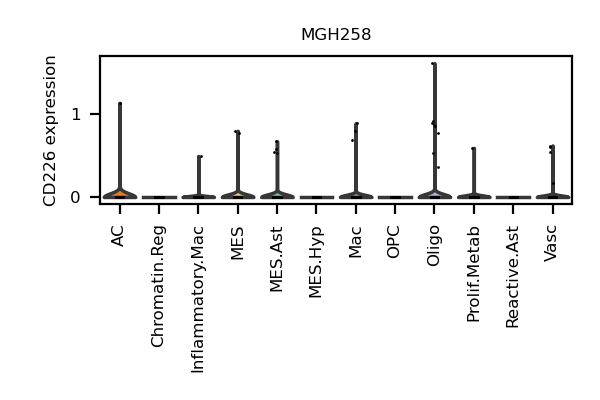 MGH258
CD226 expression
1
0
AC
Chromatin.Reg
Inflammatory.Mac
MES
MES.Ast
MES.Hyp
Mac
OPC
Oligo
Prolif.Metab
Reactive.Ast
Vasc